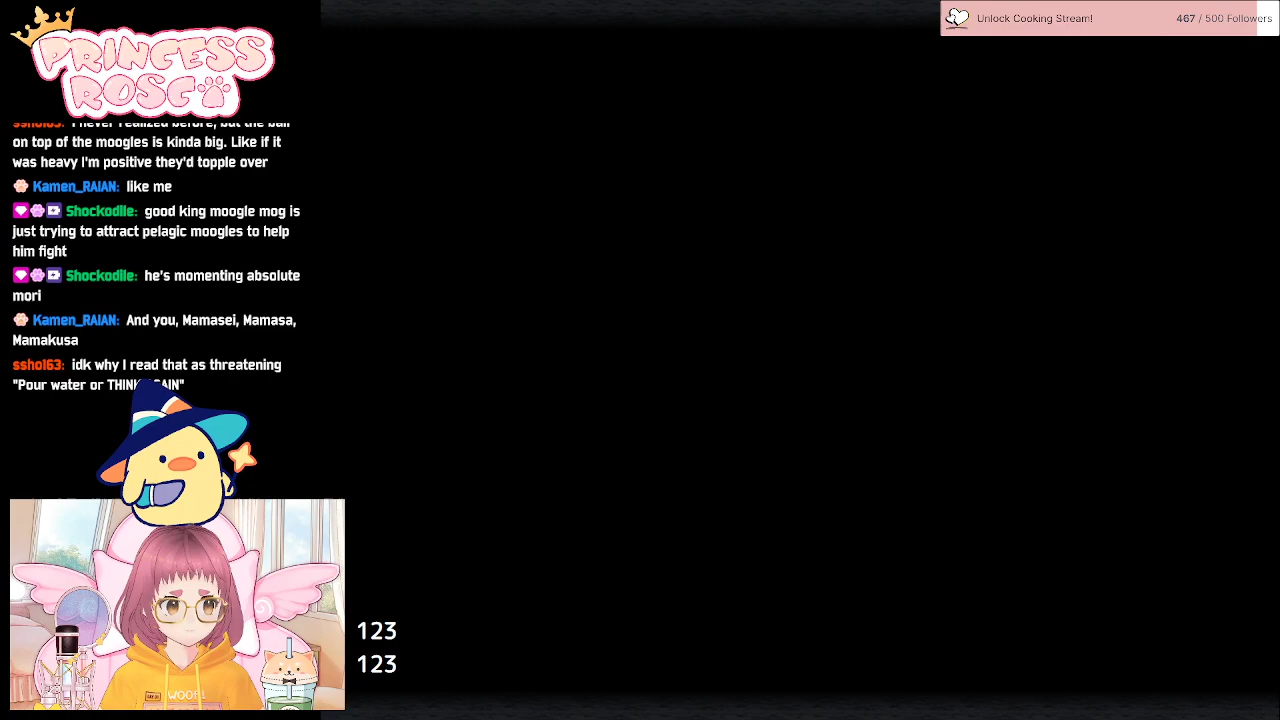 PRINCESS
ROSE
Unlock Cooking Stream!
467 / 500 Followers
ssho163: I never realized before, but the ball
on top of the moogles is kinda big. Like if it
was heavy I'm positive they'd topple over
Kamen_RAIAN: like me
Shockodile: good king moogle mog is
just trying to attract pelagic moogles to help
him fight
Shockodile: he's momenting absolute
mori
Kamen_RAIAN: And you, Mamasei, Mamasa,
Mamakusa
ssho163: idk why I read that as threatening
"Pour water or THINK AGAIN"
WOOF!
123
123